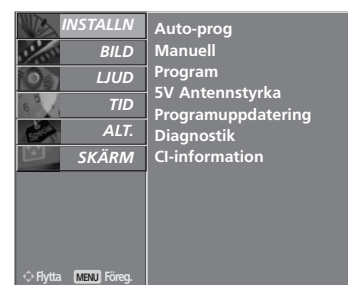 INSTALLN
BILD
LJUD
TID
ALT.
SKÄRM
Auto-prog
Manuell
Program
5V Antennstyrka
Programuppdatering
Diagnostik
CI-information
Flytta MENU Föreg.